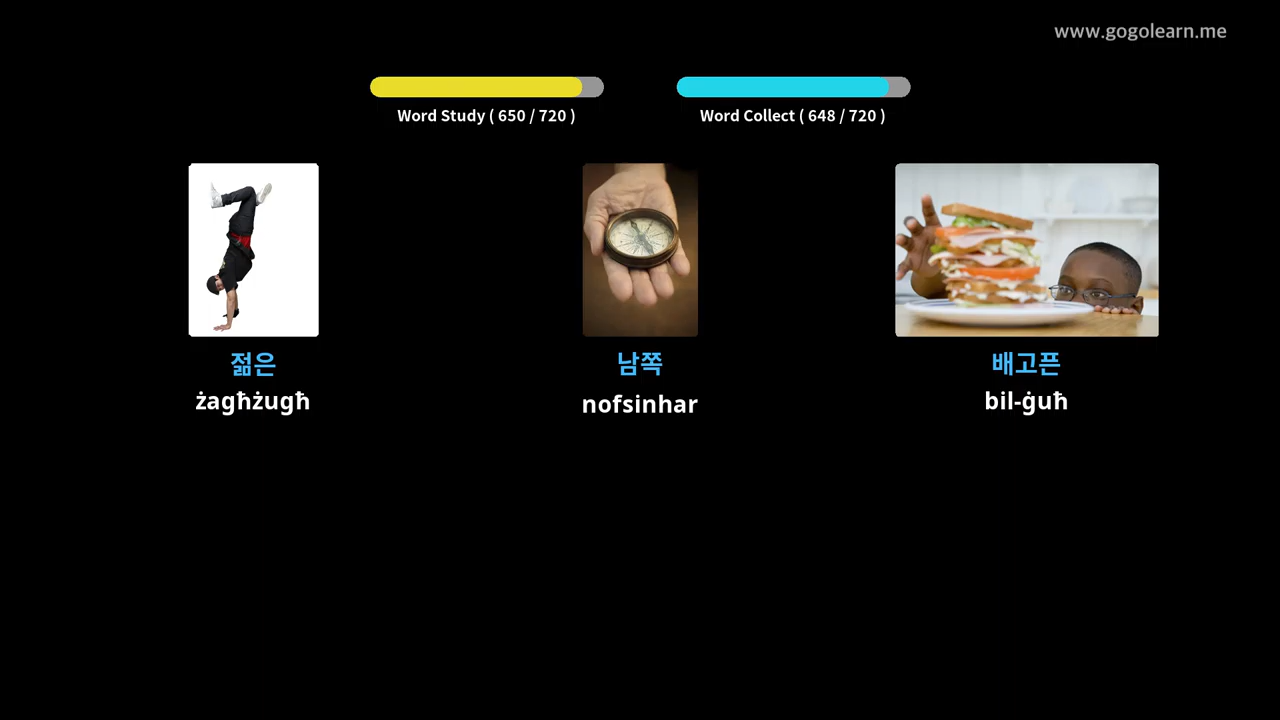 www.gogolearn.me
Word Study ( 650 / 720 )
Word Collect ( 648 / 720 )
젊은
남쪽
배고픈
żagħżugħ
nofsinhar
bil-ġuħ